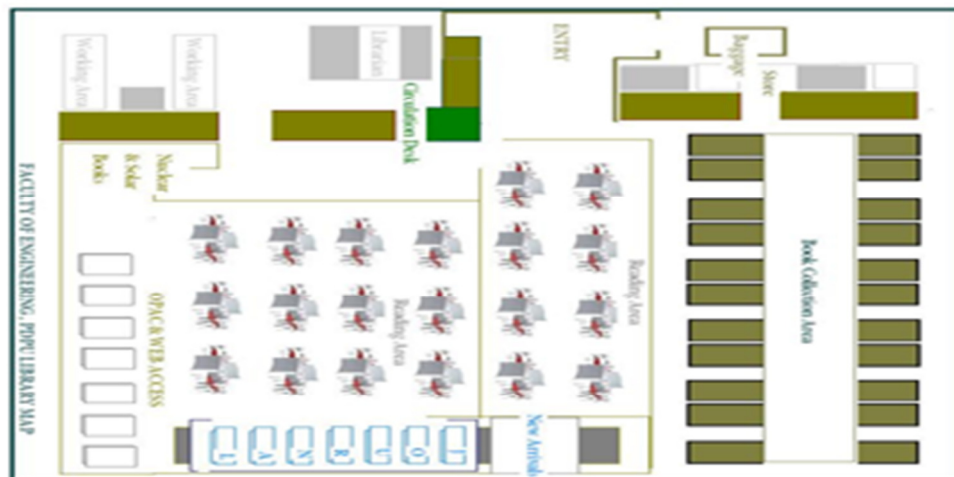 Book Collection Area
Store
Baggage
Reading Area
ENTRY
New Arrivals
J
O
U
R
N
A
L
Circulation Desk
Reading Area
Librarian
Working Area
Nuclear
& Solar
Books
OPAC & WEB ACCESS
Working Area
FACULTY OF ENGINEERING, PDPU LIBRARY MAP